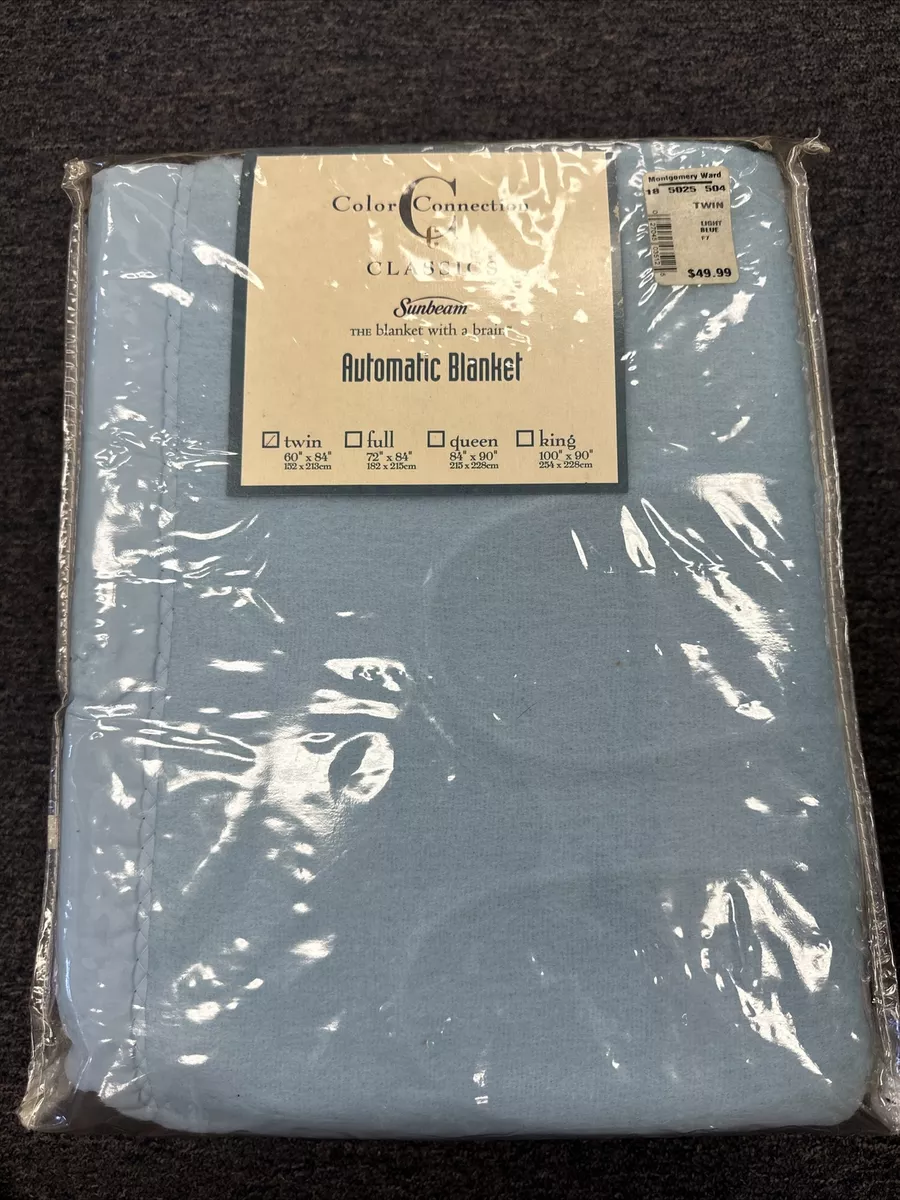 Color Connection
C
CLASSICS
Sunbeam
THE blanket with a brain
Automatic Blanket
twin
60" x 84"
152 x 213cm
full
72" x 84"
182 x 215cm
queen
84" x 90"
215 x 228cm
king
100" x 90"
254 x 228cm
Montgomery Ward
18 5025 504
TWIN
LIGHT
BLUE
$49.99